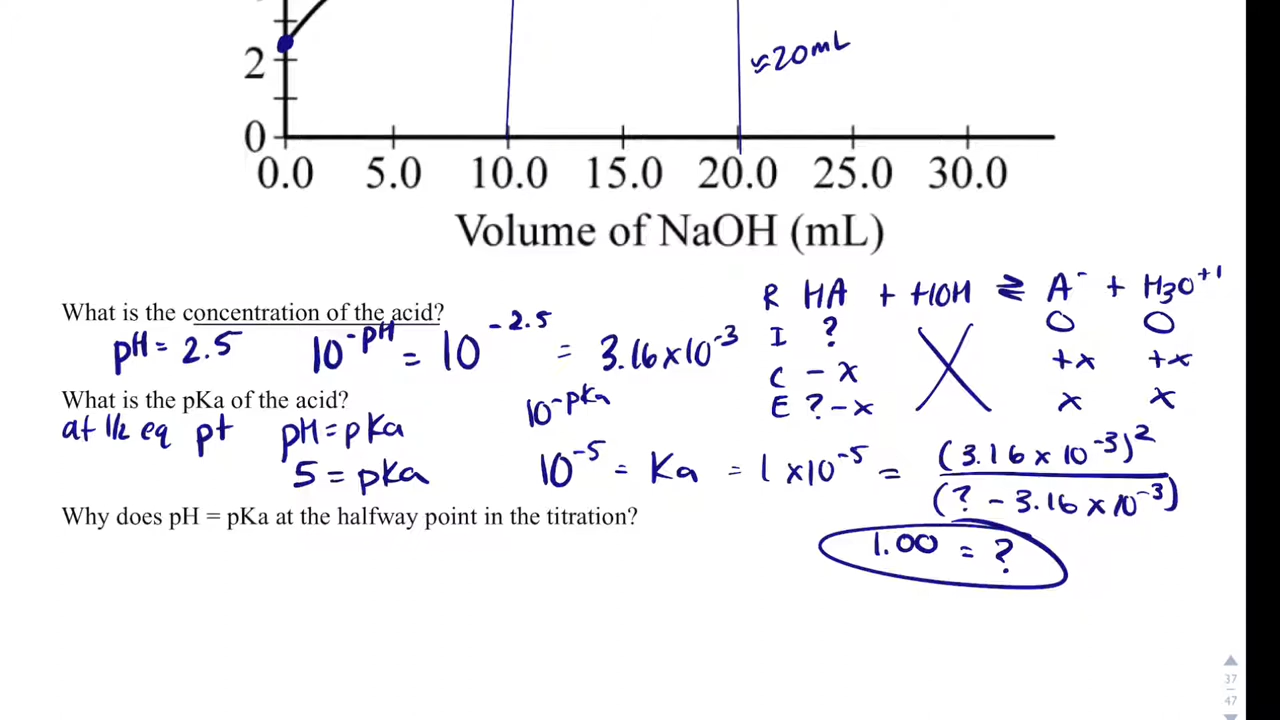 2
≈20mL
0
0.0 5.0 10.0 15.0 20.0 25.0 30.0
Volume of NaOH (mL)
R HA + HOH ⇄ A⁻ + H₃O⁺¹
What is the concentration of the acid?
I ? 0 0
pH = 2.5 10^-pH = 10^-2.5 = 3.16x10⁻³
C - x +x +x
What is the pKa of the acid?
10^-pKa
E ?-x x x
at 1/2 eq pt pH = pKa
5 = pKa 10⁻⁵ = Ka = 1 x10⁻⁵ = (3.16 x 10⁻³)² / (? - 3.16 x 10⁻³)
Why does pH = pKa at the halfway point in the titration?
1.00 = ?
37
47